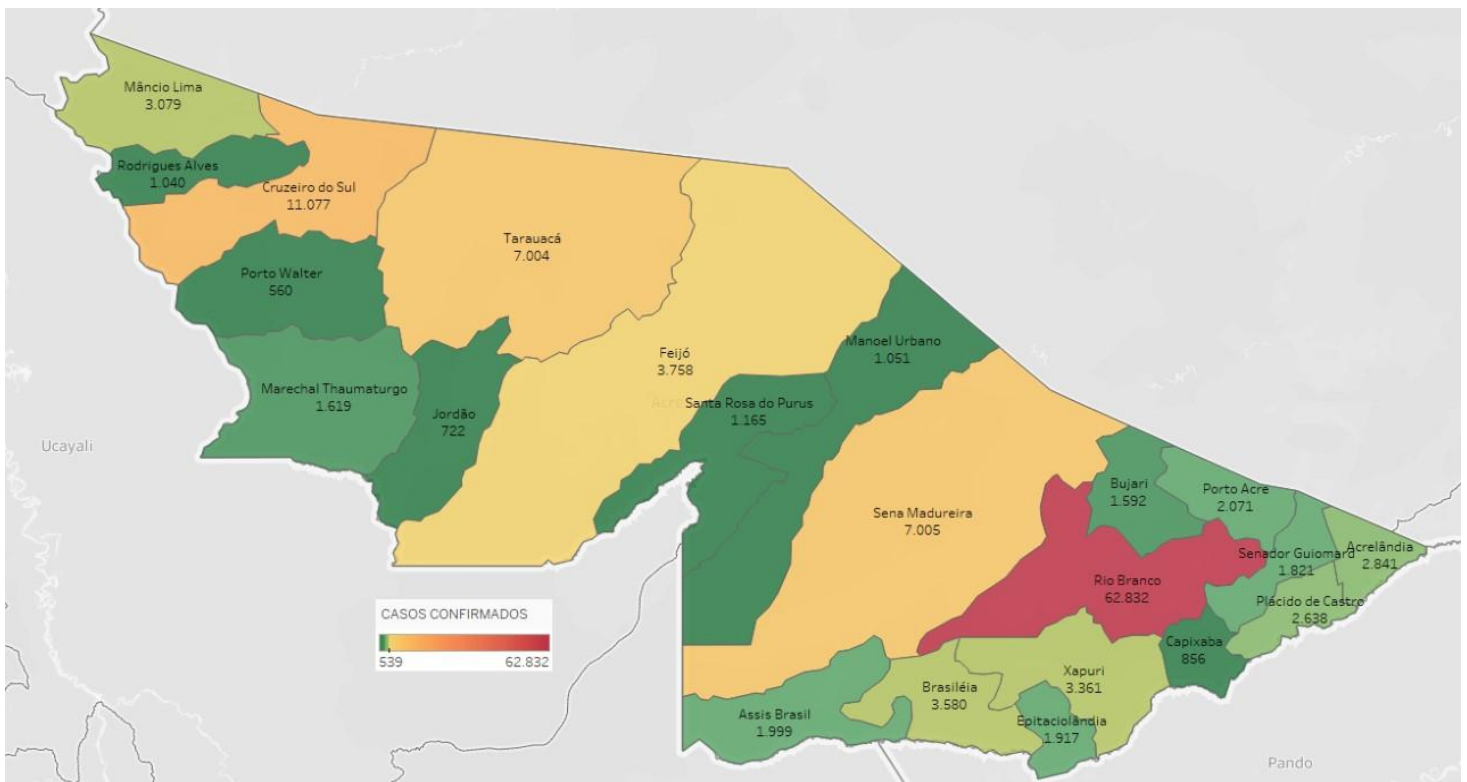 Mâncio Lima
3.079
Rodrigues Alves
1.040
Cruzeiro do Sul
11.077
Tarauacá
7.004
Porto Walter
560
Marechal Thaumaturgo
1.619
Jordão
722
Feijó
3.758
Acre
Manoel Urbano
1.051
Santa Rosa do Purus
1.165
Ucayali
Sena Madureira
7.005
Bujari
1.592
Porto Acre
2.071
Senador Guiomard
1.821
Acrelândia
2.841
Rio Branco
62.832
Plácido de Castro
2.638
Capixaba
856
CASOS CONFIRMADOS
539 62.832
Xapuri
3.361
Brasiléia
3.580
Assis Brasil
1.999
Epitaciolândia
1.917
Pando